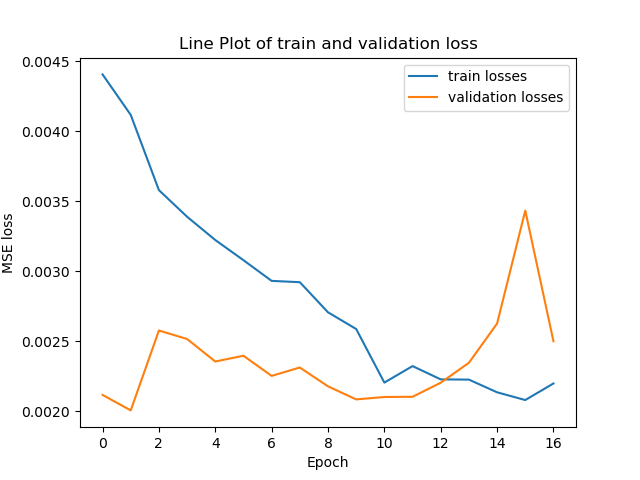 Line Plot of train and validation loss
train losses
validation losses
0.0045
0.0040
0.0035
0.0030
0.0025
0.0020
MSE loss
0 2 4 6 8 10 12 14 16
Epoch